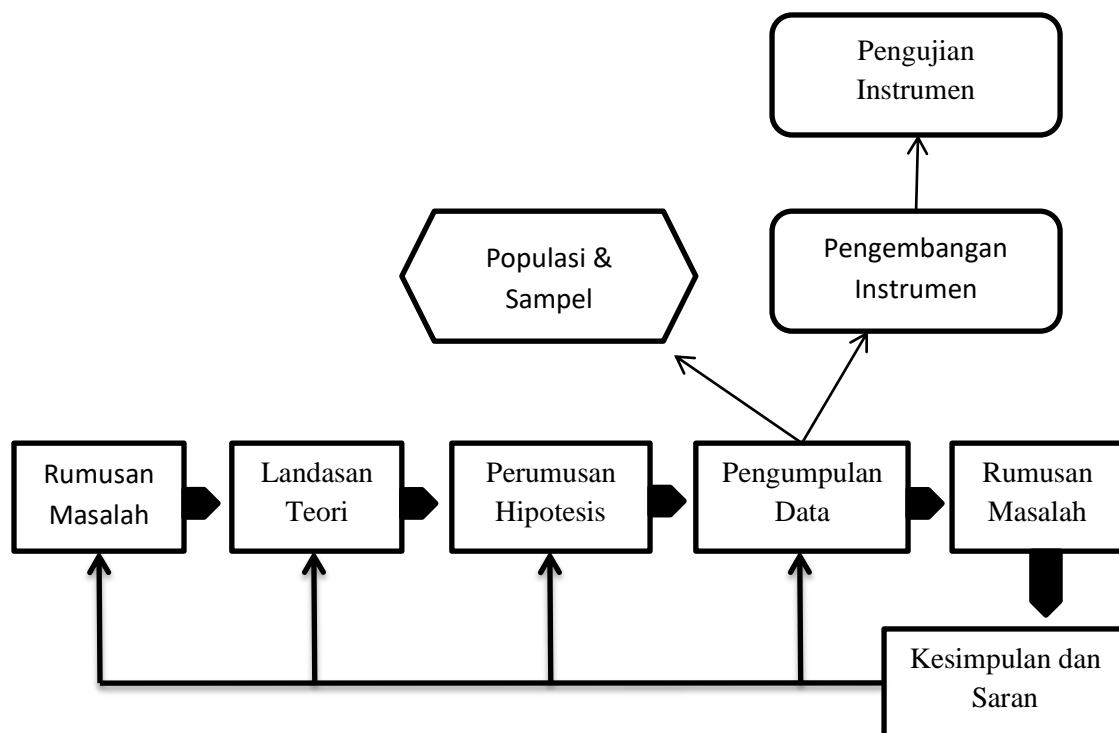 Pengujian
Instrumen
Populasi &
Sampel
Pengembangan
Instrumen
Rumusan
Masalah
Landasan
Teori
Perumusan
Hipotesis
Pengumpulan
Data
Rumusan
Masalah
Kesimpulan dan
Saran